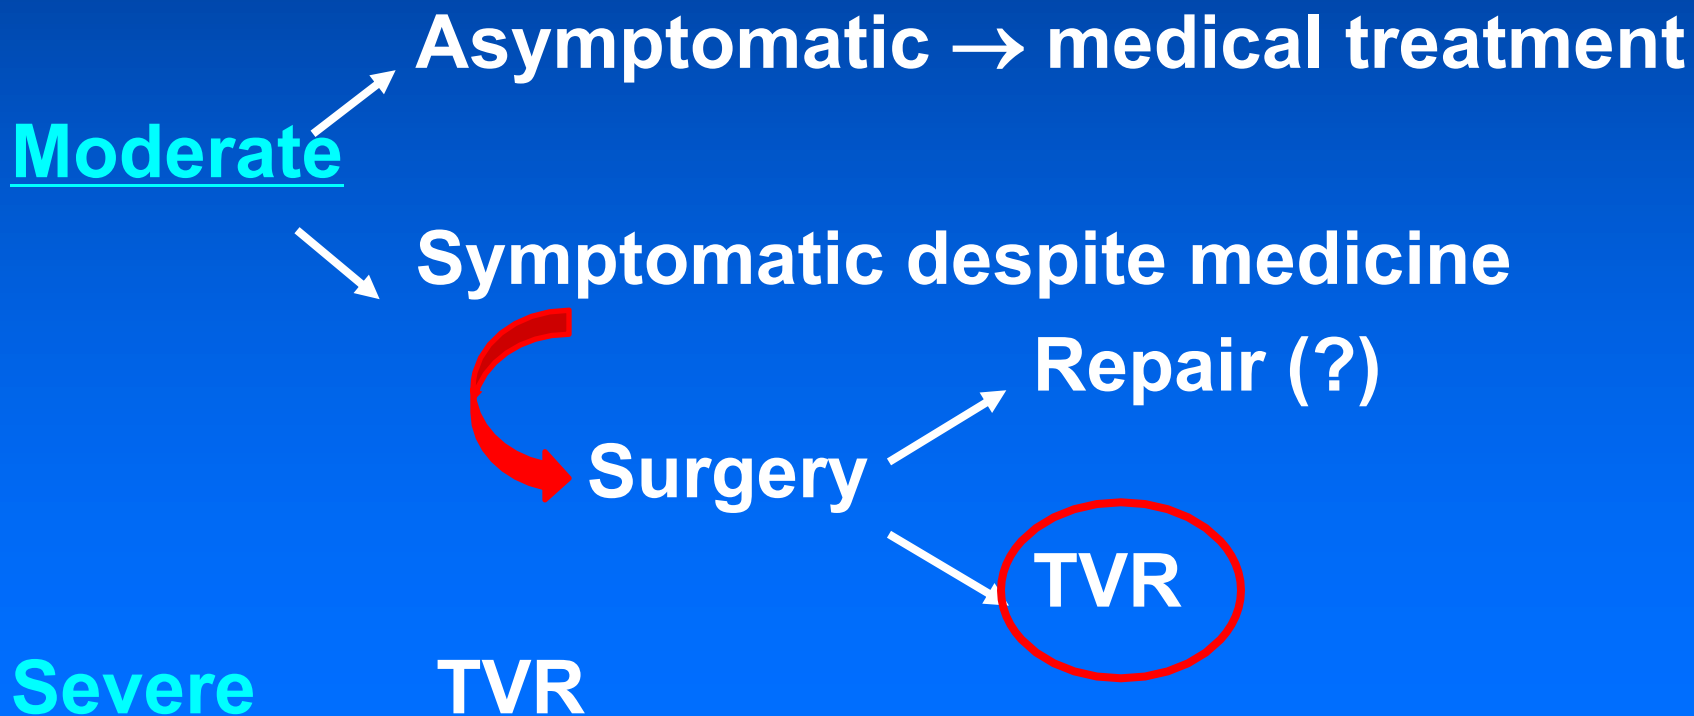 Asymptomatic → medical treatment
Moderate
Symptomatic despite medicine
Repair (?)
Surgery
TVR
Severe TVR